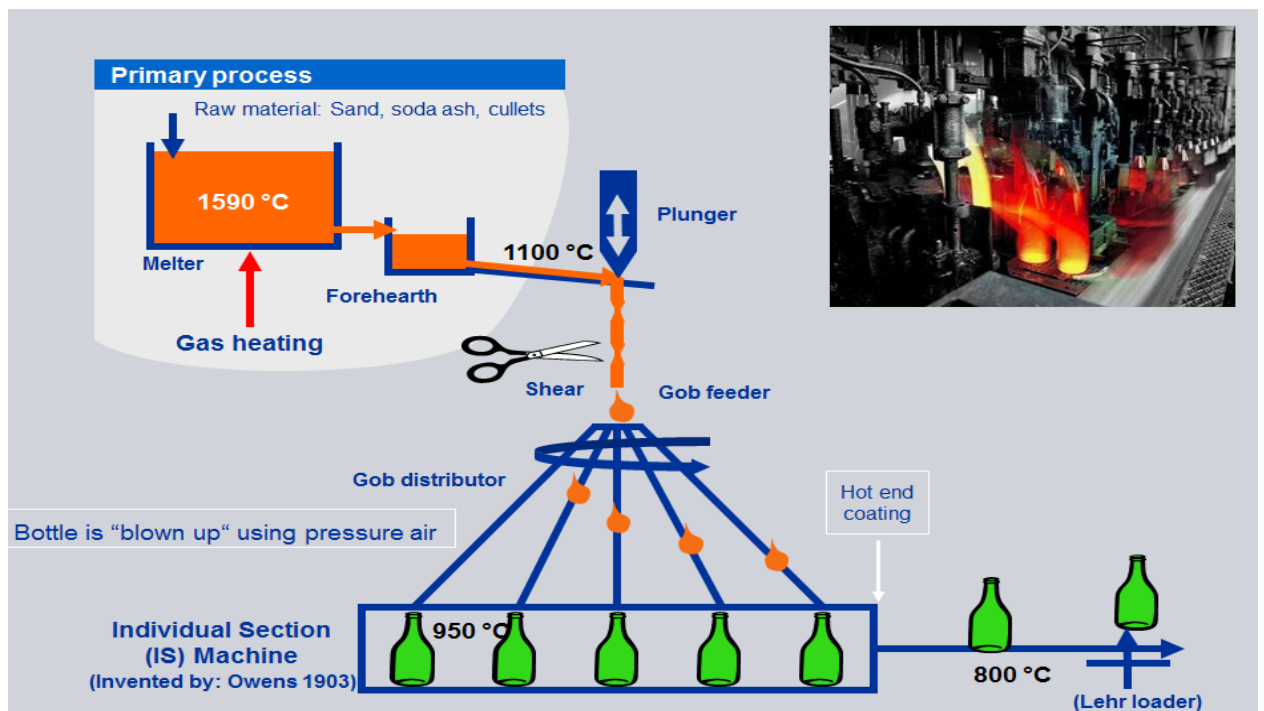 Primary process
Raw material: Sand, soda ash, cullets
1590 °C
Melter
Gas heating
Forehearth
1100 °C
Plunger
Shear
Gob feeder
Gob distributor
Bottle is “blown up“ using pressure air
Hot end
coating
Individual Section
(IS) Machine
(Invented by: Owens 1903)
950 °C
800 °C
(Lehr loader)